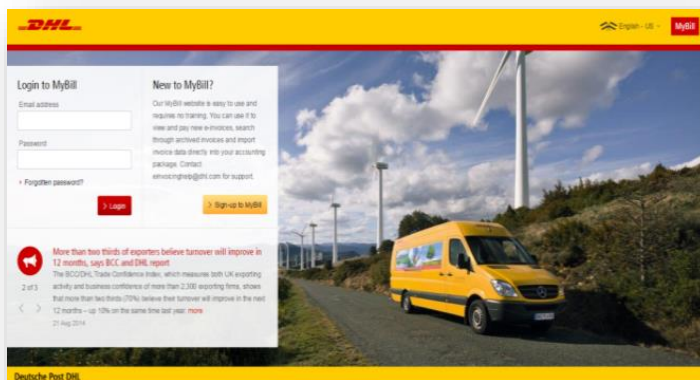 DHL
English - US
MyBill
Login to MyBill
Email address
Password
Forgotten password?
Login
New to MyBill?
Our MyBill website is easy to use and
requires no training. You can use it to
view and pay new e-invoices, search
through archived invoices and import
invoice data directly into your accounting
package. Contact
einvoicinghelp@dhl.com for support.
Sign-up to MyBill
More than two thirds of exporters believe turnover will improve in
12 months, says BCC and DHL report
2 of 3
The BCC/DHL Trade Confidence Index, which measures both UK exporting
activity and business confidence of more than 2,300 exporting firms, shows
that more than two thirds (70%) believe their turnover will improve in the next
12 months – up 10% on the same time last year. more
21 Aug 2014
Deutsche Post DHL